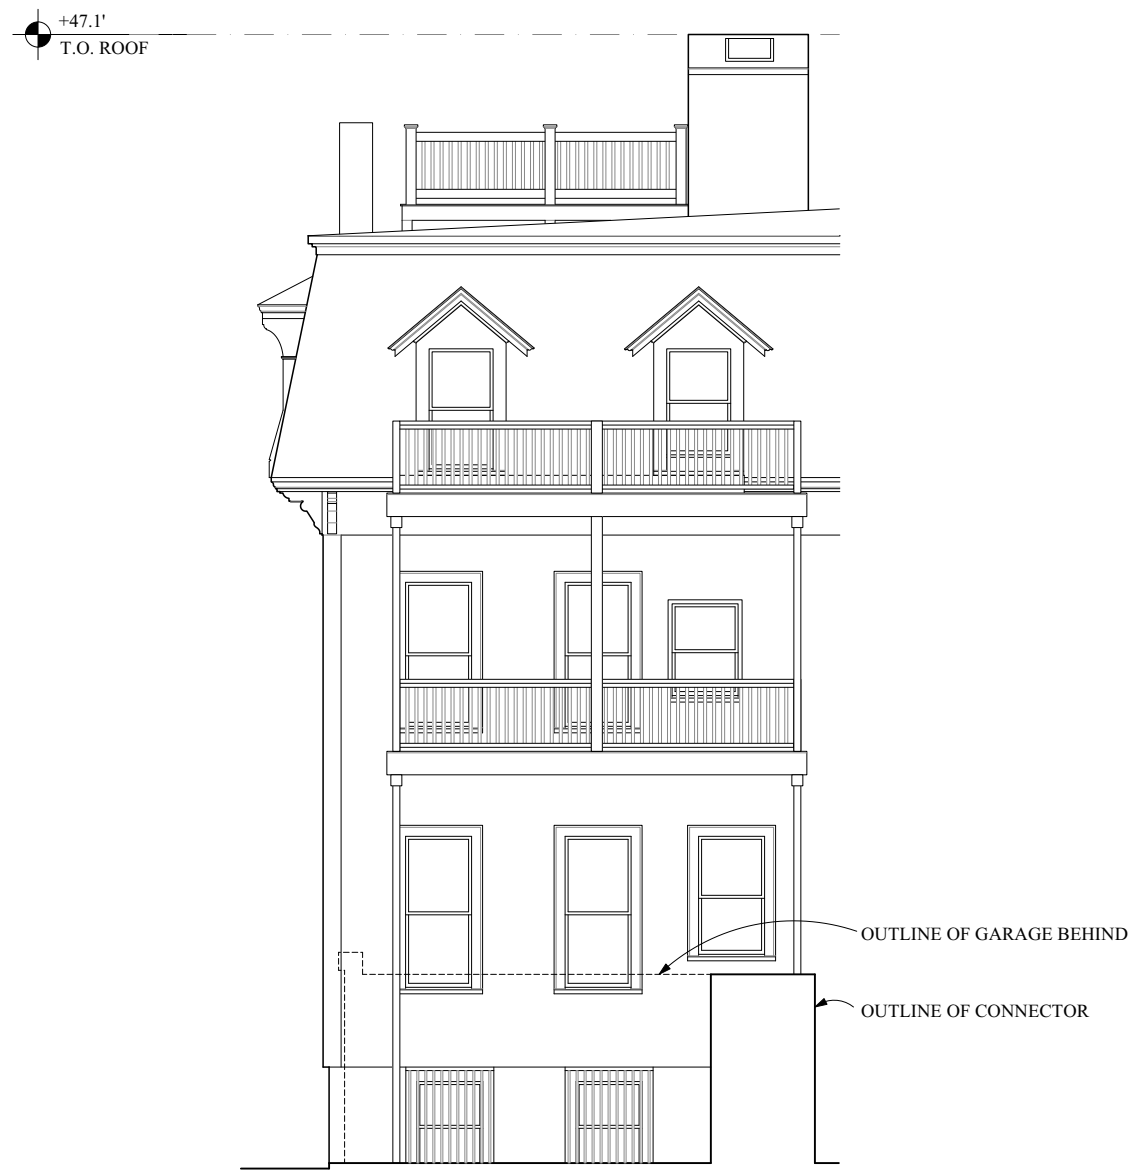 +47.1'
T.O. ROOF
OUTLINE OF GARAGE BEHIND
OUTLINE OF CONNECTOR